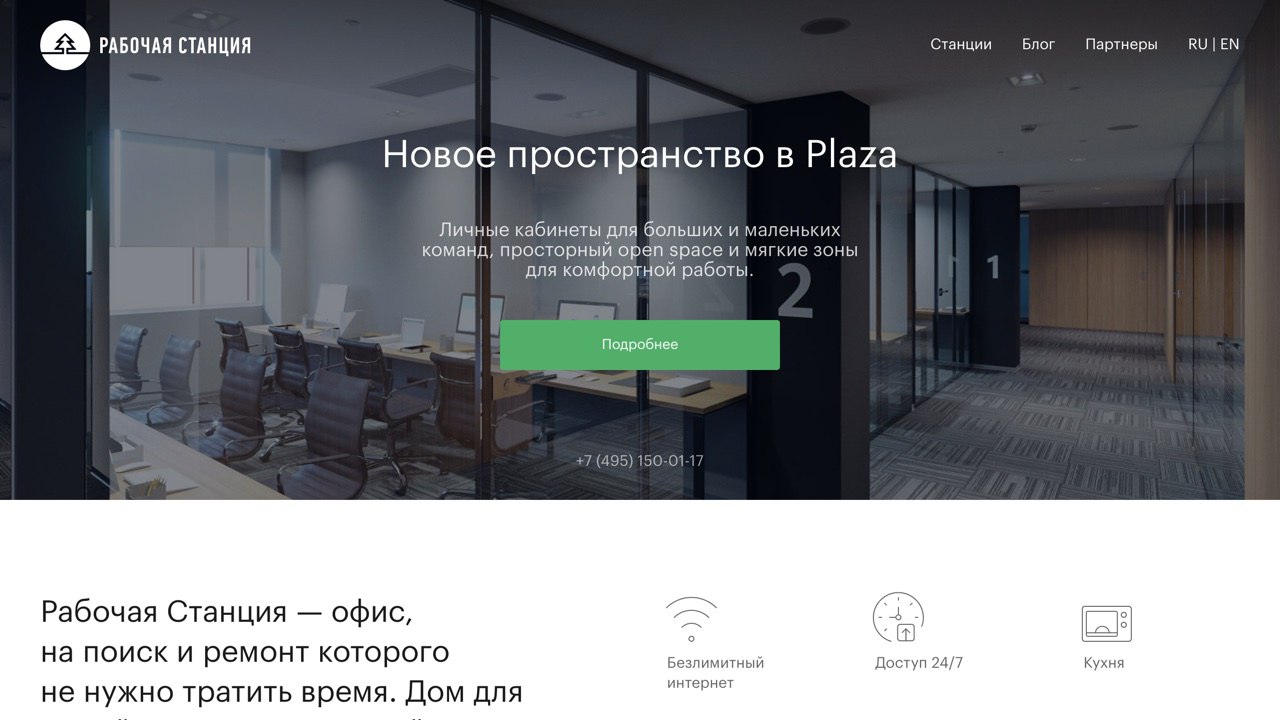 РАБОЧАЯ СТАНЦИЯ
Станции
Блог
Партнеры
RU | EN
Новое пространство в Plaza
Личные кабинеты для больших и маленьких
команд, просторный open space и мягкие зоны
для комфортной работы.
2
1
Подробнее
+7 (495) 150-01-17
Рабочая Станция — офис,
на поиск и ремонт которого
не нужно тратить время. Дом для
Безлимитный
интернет
Доступ 24/7
Кухня